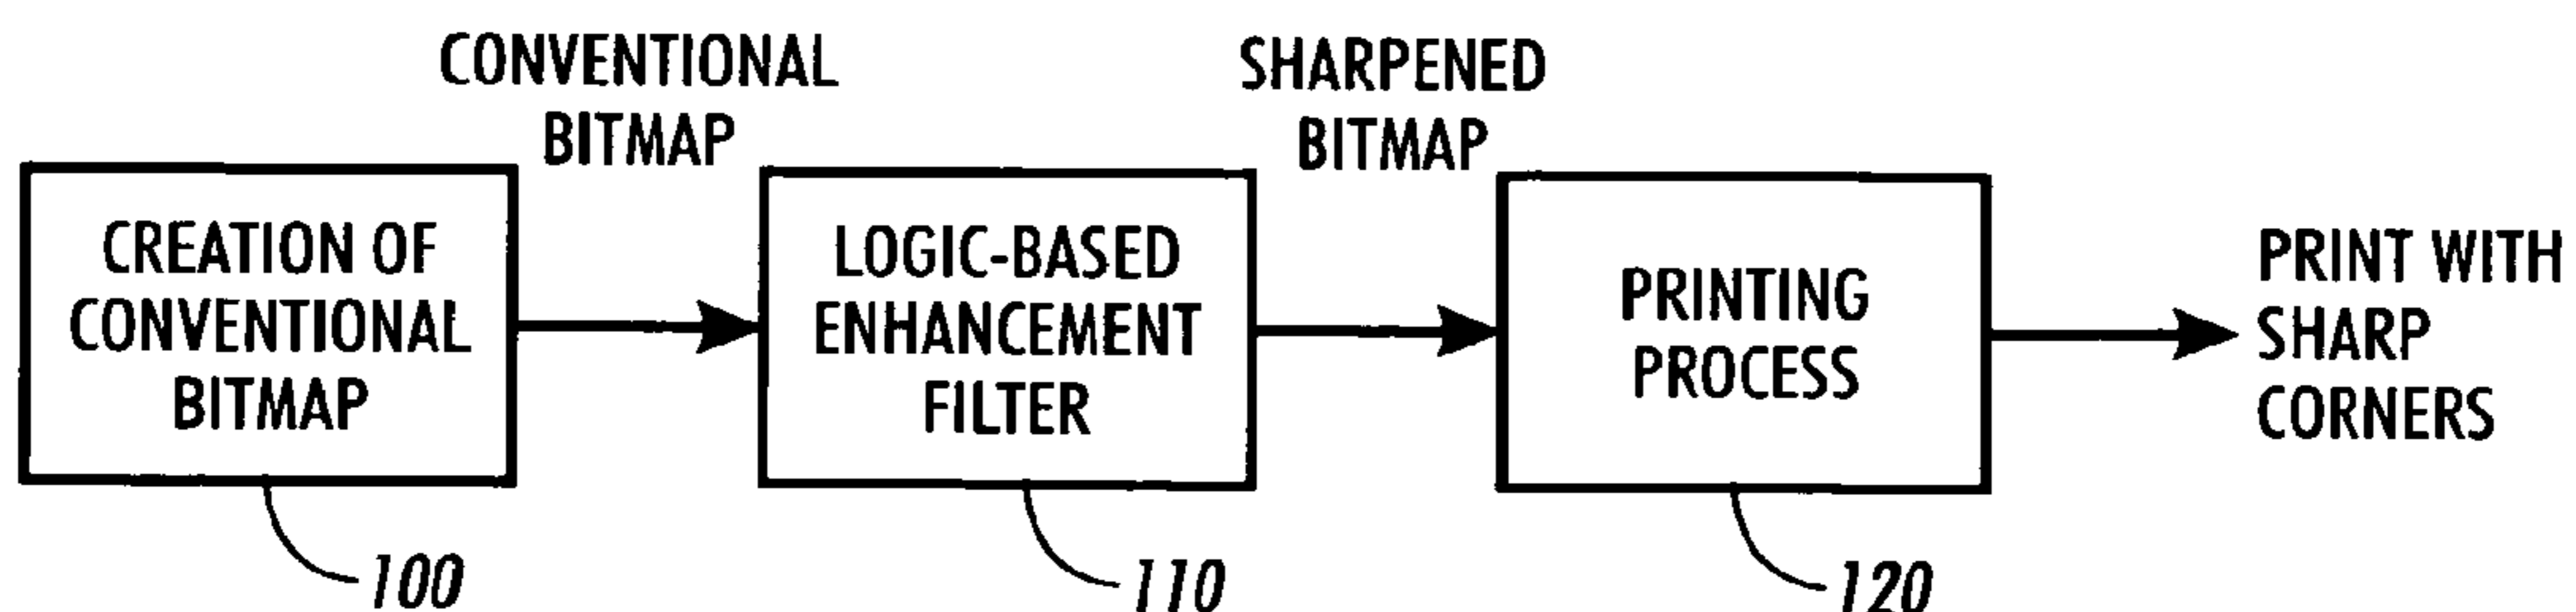 CONVENTIONAL
BITMAP
SHARPENED
BITMAP
CREATION OF
CONVENTIONAL
BITMAP
LOGIC-BASED
ENHANCEMENT
FILTER
PRINTING
PROCESS
PRINT WITH
SHARP
CORNERS
100
110
120